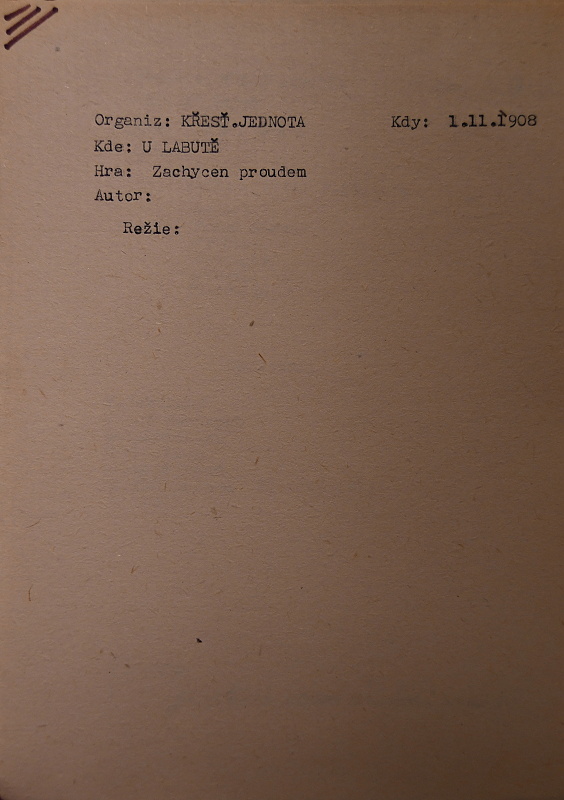 Organiz: KŘESŤ.JEDNOTA Kdy: 1.11.1908
Kde: U LABUTĚ
Hra: Zachycen proudem
Autor:
Režie: